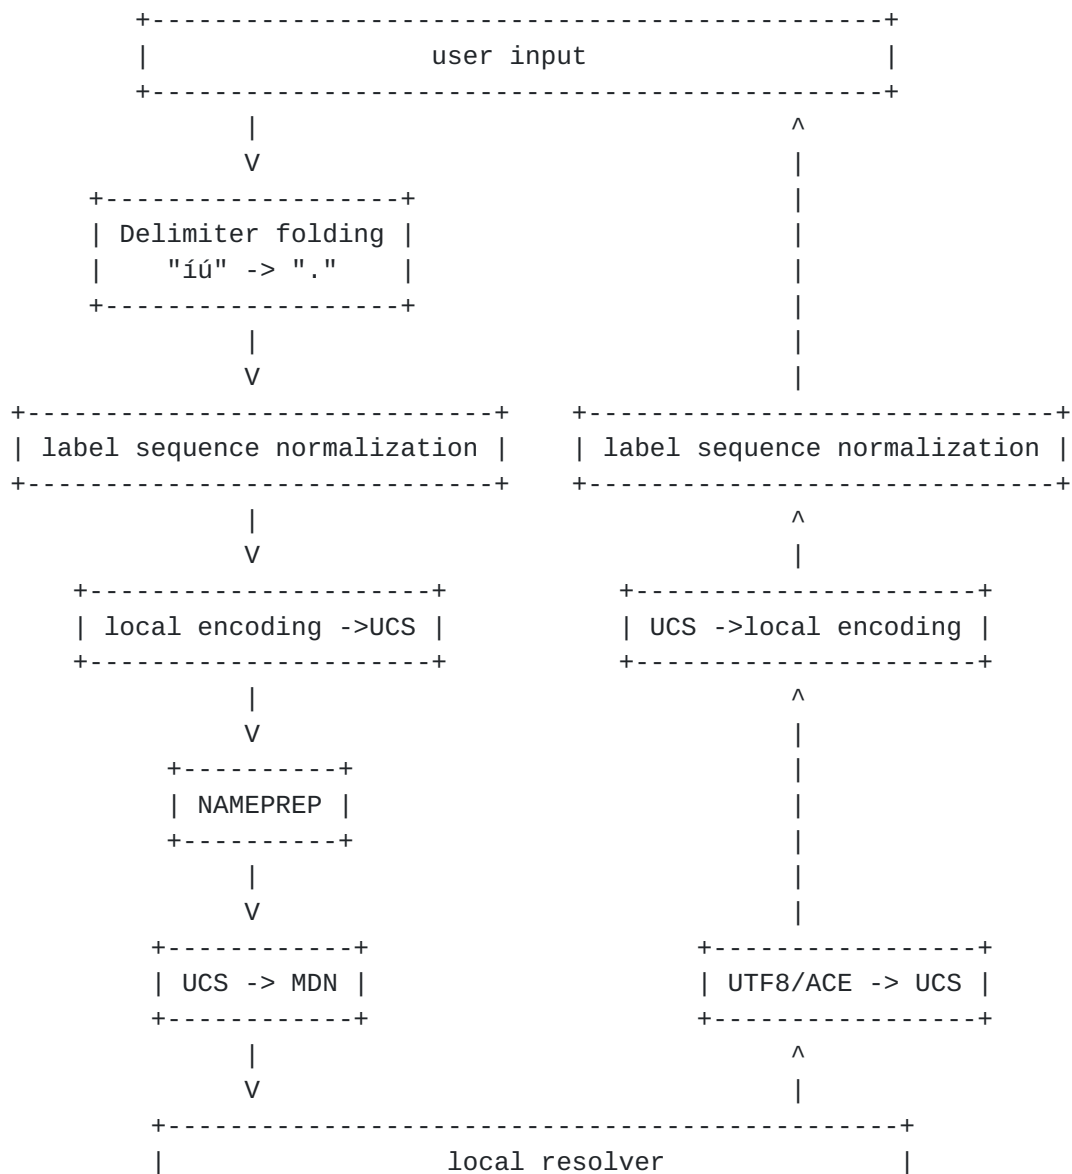 user input
Delimiter folding
"íú" -> "."
label sequence normalization    label sequence normalization
local encoding ->UCS    UCS ->local encoding
NAMEPREP
UCS -> MDN    UTF8/ACE -> UCS
local resolver